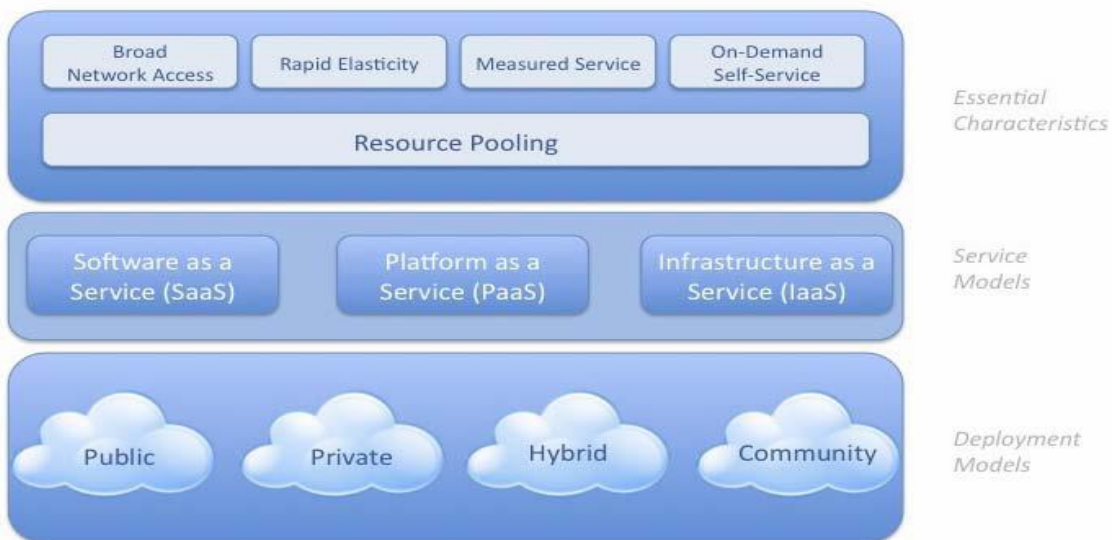 Broad
Network Access
Rapid Elasticity
Measured Service
On-Demand
Self-Service
Resource Pooling
Essential
Characteristics
Software as a
Service (SaaS)
Platform as a
Service (PaaS)
Infrastructure as a
Service (IaaS)
Service
Models
Public
Private
Hybrid
Community
Deployment
Models